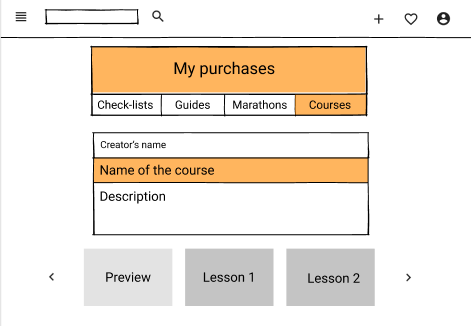 My purchases
Check-lists Guides Marathons Courses
Creator's name
Name of the course
Description
Preview Lesson 1 Lesson 2